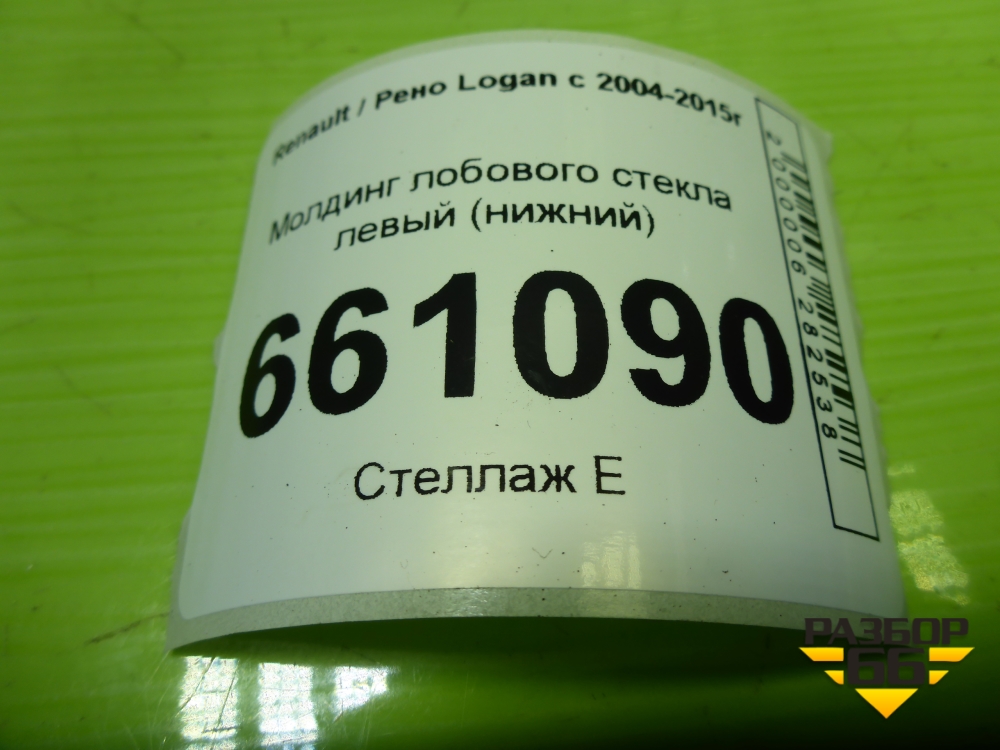 Renault / Рено Logan с 2004-2015г
Молдинг лобового стекла
левый (нижний)
661090
Стеллаж Е
2000006282538
РАЗБОР
66